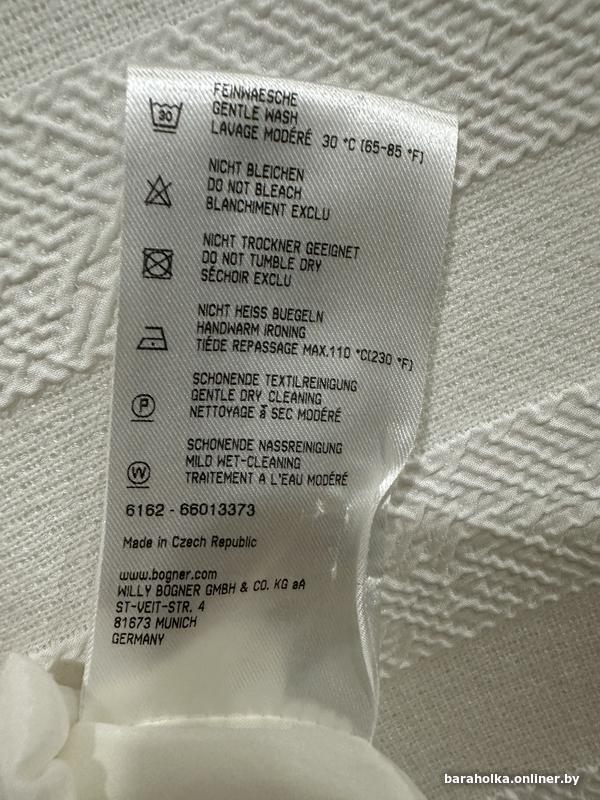 30
FEINWAESCHE
GENTLE WASH
LAVAGE MODÉRÉ 30 °C (65-85 °F)
NICHT BLEICHEN
DO NOT BLEACH
BLANCHIMENT EXCLU
NICHT TROCKNER GEEIGNET
DO NOT TUMBLE DRY
SÉCHOIR EXCLU
NICHT HEISS BUEGELN
HANDWARM IRONING
TIÉDE REPASSAGE MAX.110 °C(230 °F)
P
SCHONENDE TEXTILREINIGUNG
GENTLE DRY CLEANING
NETTOYAGE à SEC MODÉRÉ
W
SCHONENDE NASSREINIGUNG
MILD WET-CLEANING
TRAITEMENT A L'EAU MODÉRÉ
6162 - 66013373
Made in Czech Republic
www.bogner.com
WILLY BOGNER GMBH & CO. KG aA
ST-VEIT-STR. 4
81673 MUNICH
GERMANY
baraholka.onliner.by